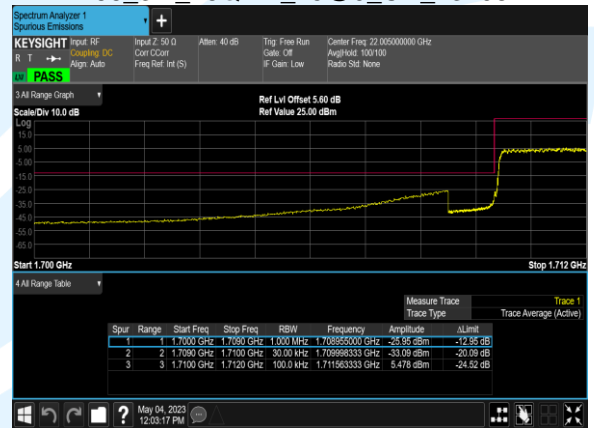 Spectrum Analyzer 1
Spurious Emissions
+
KEYSIGHT Input: RF Input Z: 50 Ω Atten: 40 dB Trig: Free Run Center Freq: 22.005000000 GHz
R T Coupling: DC Corr CCorr Gate: Off Avg|Hold: 100/100
Align: Auto Freq Ref: Int (S) IF Gain: Low Radio Std: None
LV PASS
3 All Range Graph
Ref Lvl Offset 5.60 dB
Scale/Div 10.0 dB Ref Value 25.00 dBm
Log
15.0
5.00
-5.00
-15.0
-25.0
-35.0
-45.0
-55.0
-65.0
Start 1.700 GHz Stop 1.712 GHz
4 All Range Table
Measure Trace Trace 1
Trace Type Trace Average (Active)
Spur Range Start Freq Stop Freq RBW Frequency Amplitude ΔLimit
1 1 1.7000 GHz 1.7090 GHz 1.000 MHz 1.708955000 GHz -25.95 dBm -12.95 dB
2 2 1.7090 GHz 1.7100 GHz 30.00 kHz 1.709998333 GHz -33.09 dBm -20.09 dB
3 3 1.7100 GHz 1.7120 GHz 100.0 kHz 1.711563333 GHz 5.478 dBm -24.52 dB
? May 04, 2023
12:03:17 PM